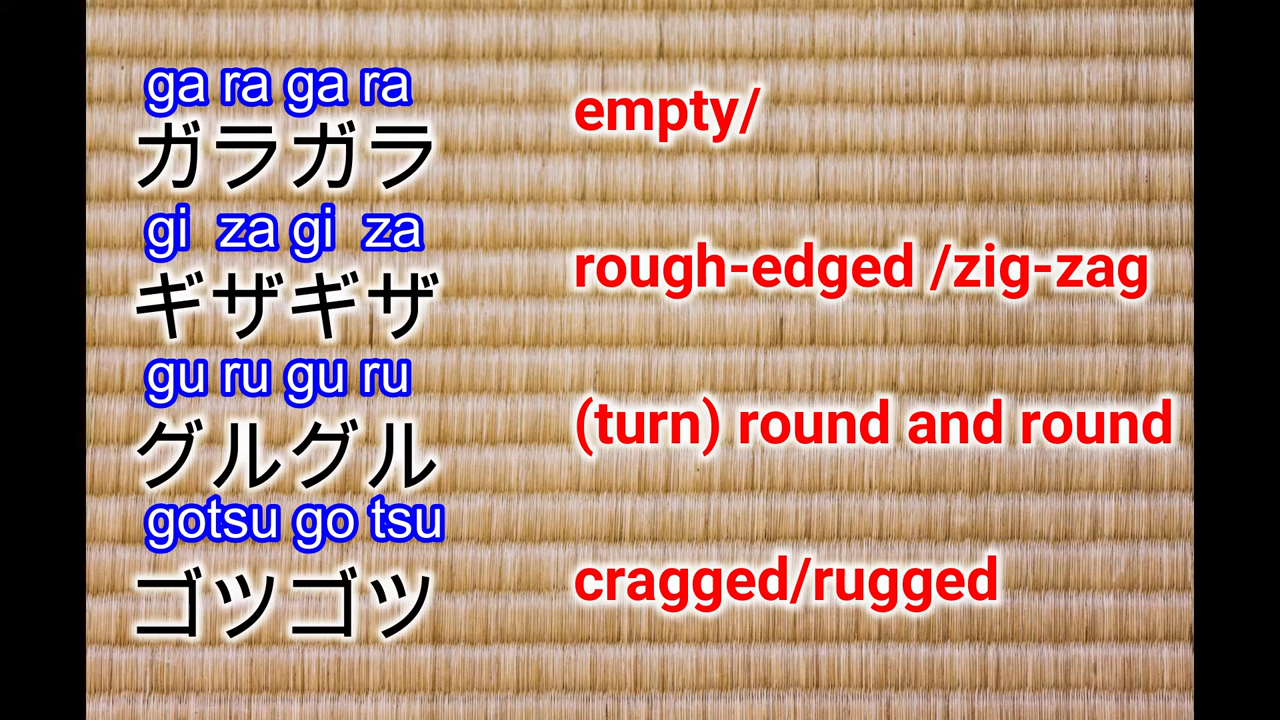 ga ra ga ra
ガラガラ
empty/
gi za gi za
ギザギザ
rough-edged /zig-zag
gu ru gu ru
グルグル
(turn) round and round
gotsu go tsu
ゴツゴツ
cragged/rugged